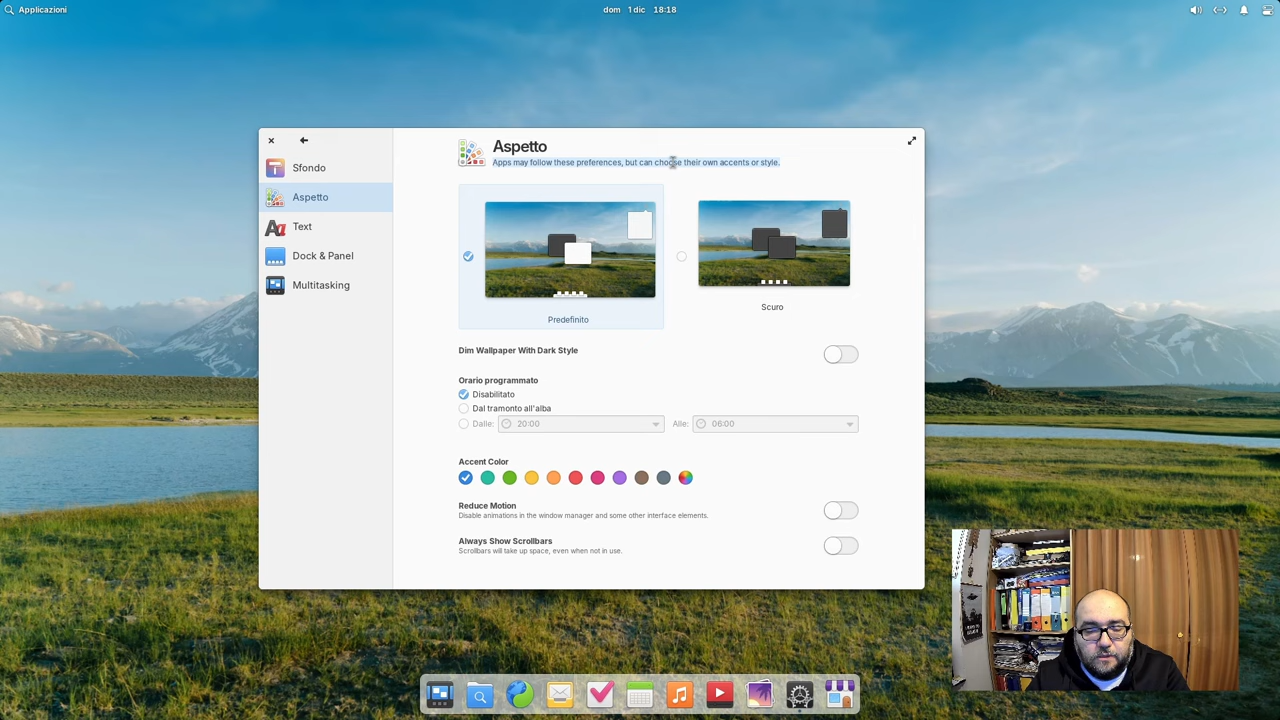 Applicazioni
dom 1 dic 18:18
Aspetto
Apps may follow these preferences, but can choose their own accents or style.
Sfondo
Aspetto
Text
Dock & Panel
Multitasking
Predefinito
Scuro
Dim Wallpaper With Dark Style
Orario programmato
Disabilitato
Dal tramonto all'alba
Dalle: 20:00 Alle: 06:00
Accent Color
Reduce Motion
Disable animations in the window manager and some other interface elements.
Always Show Scrollbars
Scrollbars will take up space, even when not in use.